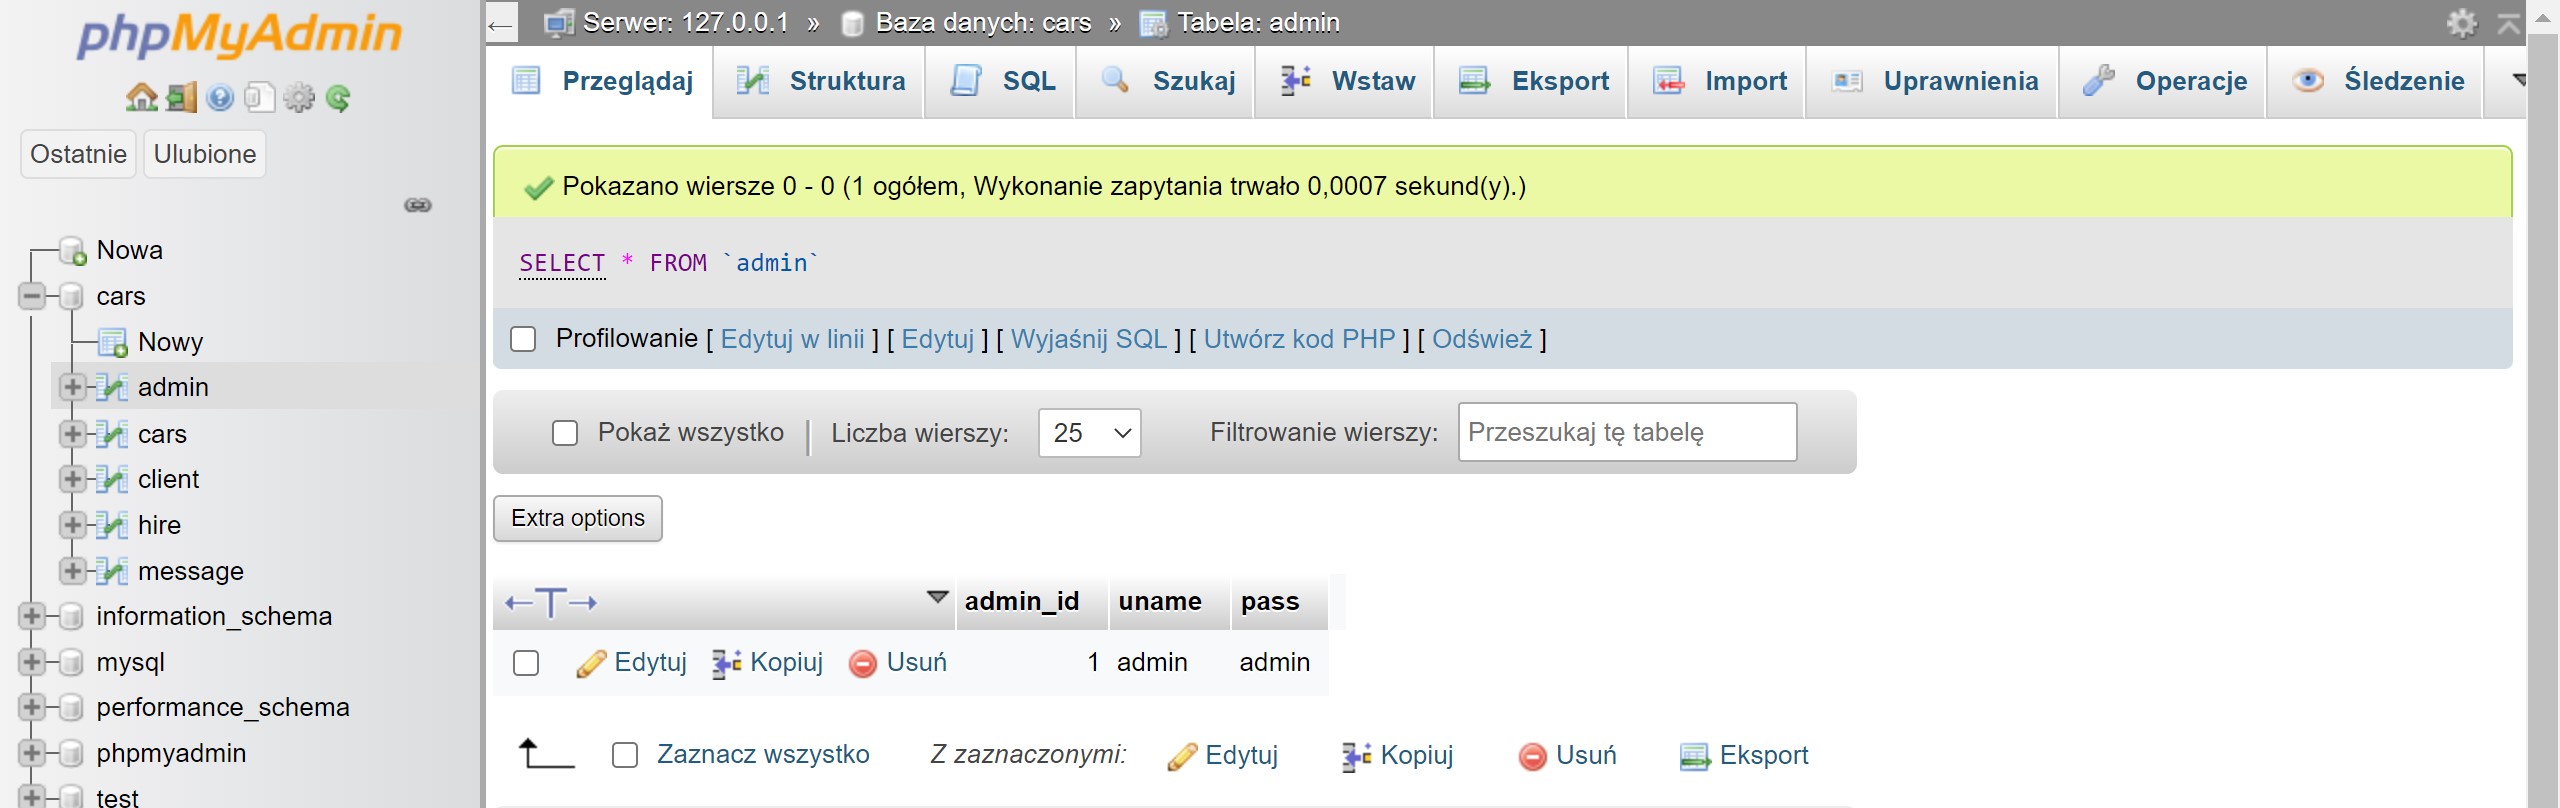 phpMyAdmin
Ostatnie Ulubione
Nowa
cars
Nowy
admin
cars
client
hire
message
information_schema
mysql
performance_schema
phpmyadmin
test
← Serwer: 127.0.0.1 » Baza danych: cars » Tabela: admin
Przeglądaj Struktura SQL Szukaj Wstaw Eksport Import Uprawnienia Operacje Śledzenie
Pokazano wiersze 0 - 0 (1 ogółem, Wykonanie zapytania trwało 0,0007 sekund(y).)
SELECT * FROM `admin`
Profilowanie [ Edytuj w linii ] [ Edytuj ] [ Wyjaśnij SQL ] [ Utwórz kod PHP ] [ Odśwież ]
Pokaż wszystko | Liczba wierszy: 25 Filtrowanie wierszy: Przeszukaj tę tabelę
Extra options
←T→ admin_id uname pass
Edytuj Kopiuj Usuń 1 admin admin
Zaznacz wszystko Z zaznaczonymi: Edytuj Kopiuj Usuń Eksport